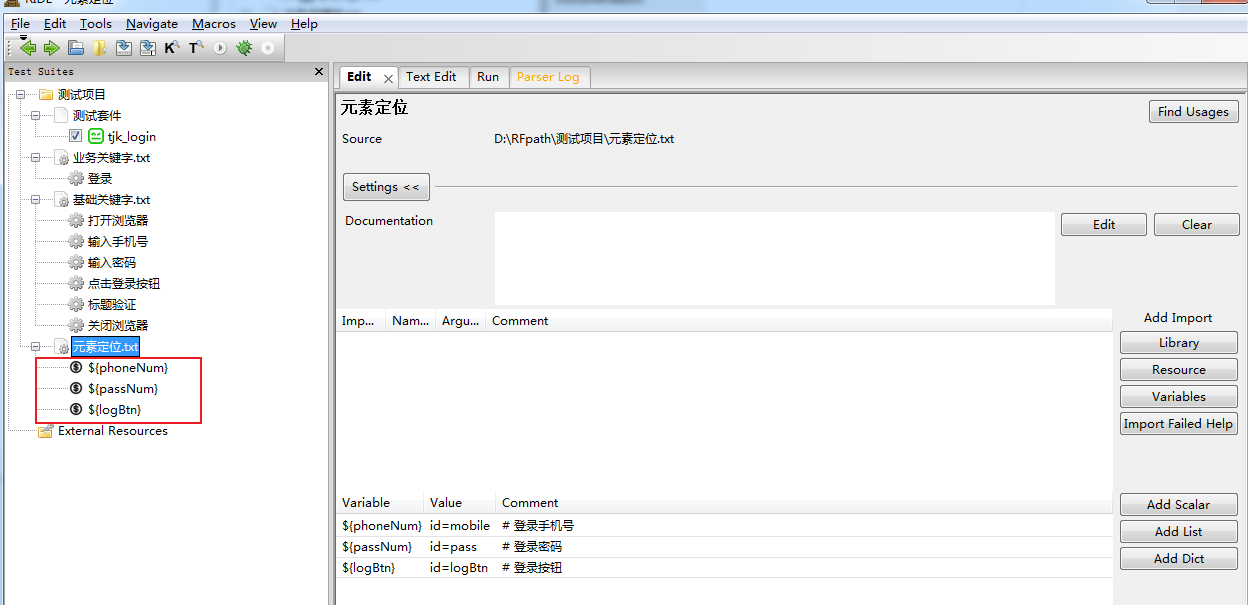 RIDE - 元素定位
File Edit Tools Navigate Macros View Help
Test Suites
测试项目
测试套件
tjk_login
业务关键字.txt
登录
基础关键字.txt
打开浏览器
输入手机号
输入密码
点击登录按钮
标题验证
关闭浏览器
元素定位.txt
${phoneNum}
${passNum}
${logBtn}
External Resources
Edit Text Edit Run Parser Log
元素定位
Find Usages
Source D:\RFpath\测试项目\元素定位.txt
Settings <<
Documentation
Edit Clear
Imp... Nam... Argu... Comment
Add Import
Library
Resource
Variables
Import Failed Help
Variable Value Comment
${phoneNum} id=mobile # 登录手机号
${passNum} id=pass # 登录密码
${logBtn} id=logBtn # 登录按钮
Add Scalar
Add List
Add Dict